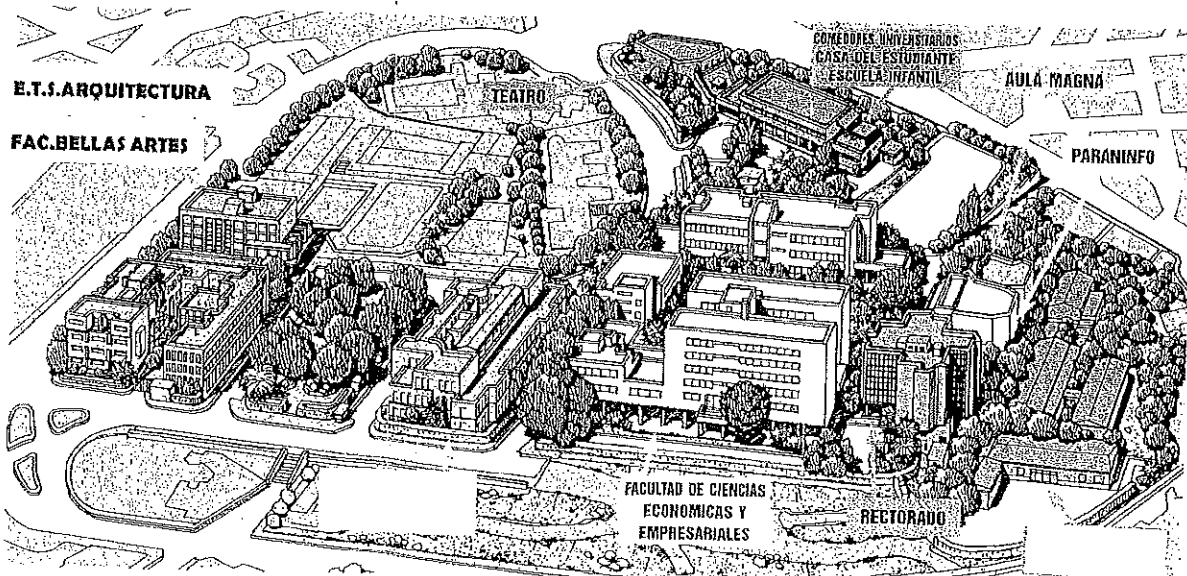 COMEDORES UNIVERSITARIOS
CASA DEL ESTUDIANTE
ESCUELA INFANTIL
AULA MAGNA
E.T.S.ARQUITECTURA
TEATRO
FAC.BELLAS ARTES
PARANINFO
FACULTAD DE CIENCIAS
ECONOMICAS Y
EMPRESARIALES
RECTORADO